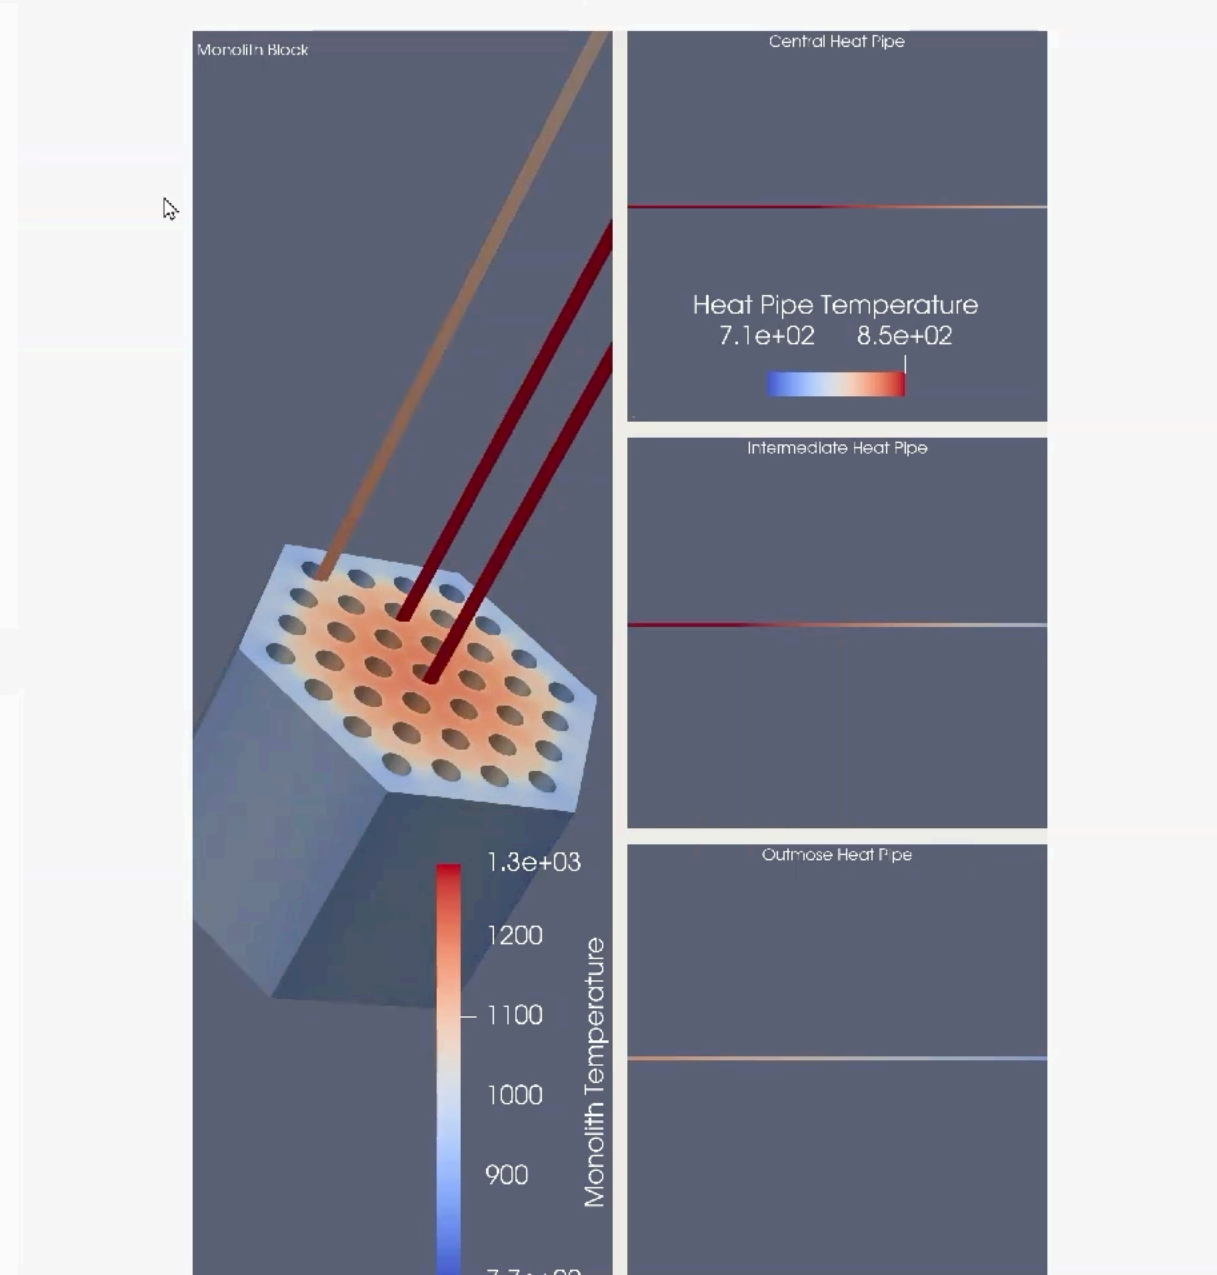 Monolith Block
1.3e+03
1200
1100
1000
900
Monolith Temperature
Central Heat Pipe
Heat Pipe Temperature
7.1e+02 8.5e+02
Intermediate Heat Pipe
Outmose Heat Pipe